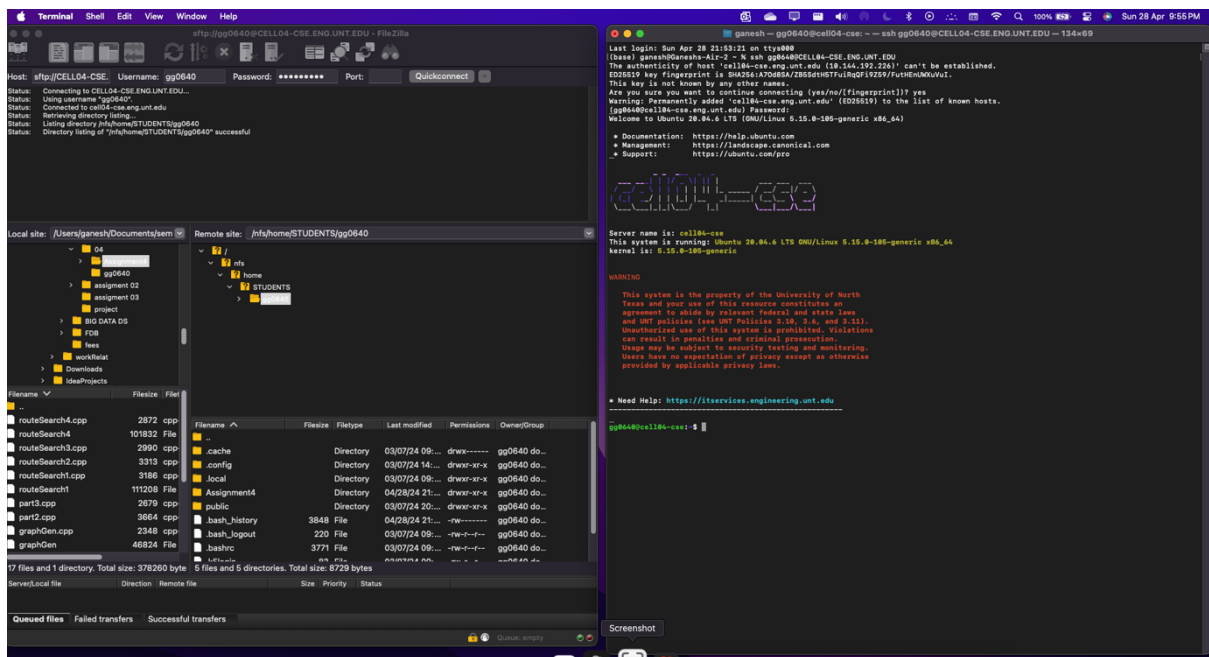 Terminal Shell Edit View Window Help
100% Sun 28 Apr 9:55 PM
sftp://gg0640@CELL04-CSE.ENG.UNT.EDU - FileZilla
Host: sftp://CELL04-CSE. Username: gg0640 Password: ••••••••• Port: Quickconnect
Status: Connecting to CELL04-CSE.ENG.UNT.EDU...
Status: Using username "gg0640".
Status: Connected to cell04-cse.eng.unt.edu
Status: Retrieving directory listing...
Status: Listing directory /nfs/home/STUDENTS/gg0640
Status: Directory listing of "/nfs/home/STUDENTS/gg0640" successful
Local site: /Users/ganesh/Documents/sem
04
Assignment4
gg0640
assigment 02
assigment 03
project
BIG DATA DS
FDB
fees
workRelat
Downloads
IdeaProjects
Filename Filesize Filet
..
routeSearch4.cpp 2872 cpp-
routeSearch4 101832 File
routeSearch3.cpp 2990 cpp-
routeSearch2.cpp 3313 cpp-
routeSearch1.cpp 3186 cpp-
routeSearch1 111208 File
part3.cpp 2679 cpp-
part2.cpp 3664 cpp-
graphGen.cpp 2348 cpp-
graphGen 46824 File
17 files and 1 directory. Total size: 378260 byte
Remote site: /nfs/home/STUDENTS/gg0640
/
nfs
home
STUDENTS
gg0640
Filename Filesize Filetype Last modified Permissions Owner/Group
..
.cache Directory 03/07/24 09:... drwx------ gg0640 do...
.config Directory 03/07/24 14:... drwxr-xr-x gg0640 do...
.local Directory 03/07/24 09:... drwxr-xr-x gg0640 do...
Assignment4 Directory 04/28/24 21:... drwxr-xr-x gg0640 do...
public Directory 03/07/24 20:... drwxr-xr-x gg0640 do...
.bash_history 3848 File 04/28/24 21:... -rw------- gg0640 do...
.bash_logout 220 File 03/07/24 09:... -rw-r--r-- gg0640 do...
.bashrc 3771 File 03/07/24 09:... -rw-r--r-- gg0640 do...
5 files and 5 directories. Total size: 8729 bytes
Server/Local file Direction Remote file Size Priority Status
Queued files Failed transfers Successful transfers
Queue: empty
ganesh — gg0640@cell04-cse: ~ — ssh gg0640@CELL04-CSE.ENG.UNT.EDU — 134×69
Last login: Sun Apr 28 21:53:21 on ttys000
(base) ganesh@Ganeshs-Air-2 ~ % ssh gg0640@CELL04-CSE.ENG.UNT.EDU
The authenticity of host 'cell04-cse.eng.unt.edu (10.144.192.226)' can't be established.
ED25519 key fingerprint is
This key is not known by any other names.
Are you sure you want to continue connecting (yes/no/[fingerprint])? yes
Warning: Permanently added 'cell04-cse.eng.unt.edu' (ED25519) to the list of known hosts.
(gg0640@cell04-cse.eng.unt.edu) Password:
Welcome to Ubuntu 20.04.6 LTS (GNU/Linux 5.15.0-105-generic x86_64)
* Documentation: https://help.ubuntu.com
* Management: https://landscape.canonical.com
* Support: https://ubuntu.com/pro
cell04-cse
Server name is: cell04-cse
This system is running: Ubuntu 20.04.6 LTS GNU/Linux 5.15.0-105-generic x86_64
kernel is: 5.15.0-105-generic
WARNING
This system is the property of the University of North
Texas and your use of this resource constitutes an
agreement to abide by relevant federal and state laws
and UNT policies (see UNT Policies 3.10, 3.6, and 3.11).
Unauthorized use of this system is prohibited. Violations
can result in penalties and criminal prosecution.
Usage may be subject to security testing and monitoring.
Users have no expectation of privacy except as otherwise
provided by applicable privacy laws.
* Need Help: https://itservices.engineering.unt.edu
gg0640@cell04-cse:~$
Screenshot